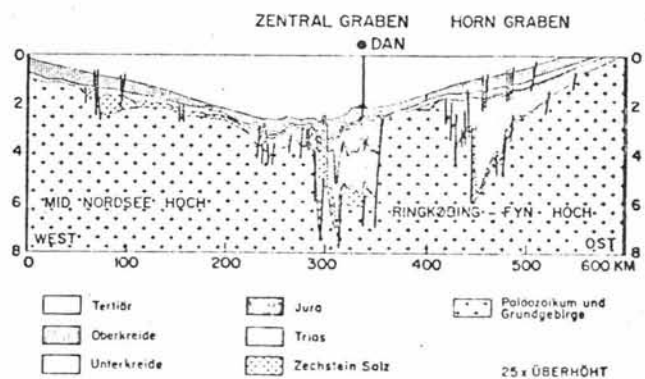 ZENTRAL GRABEN HORN GRABEN
DAN
0 0
2 2
4 4
6 6
8 8
MID NORDSEE HOCH
RINGKØBING - FYN HOCH
WEST OST
0 100 200 300 400 500 600 KM
Tertiär
Oberkreide
Unterkreide
Jura
Trias
Zechstein Salz
Paläozoikum und
Grundgebirge
25 x ÜBERHÖHT